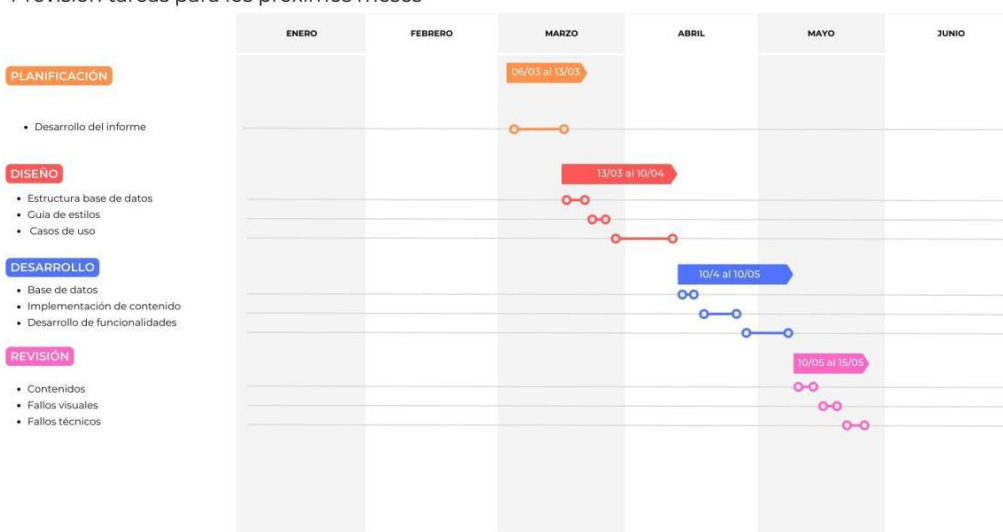 Previsión tareas para los próximos meses
ENERO FEBRERO MARZO ABRIL MAYO JUNIO
PLANIFICACIÓN
06/03 al 13/03
• Desarrollo del informe
DISEÑO
13/03 al 10/04
• Estructura base de datos
• Guía de estilos
• Casos de uso
DESARROLLO
10/4 al 10/05
• Base de datos
• Implementación de contenido
• Desarrollo de funcionalidades
REVISIÓN
10/05 al 15/05
• Contenidos
• Fallos visuales
• Fallos técnicos